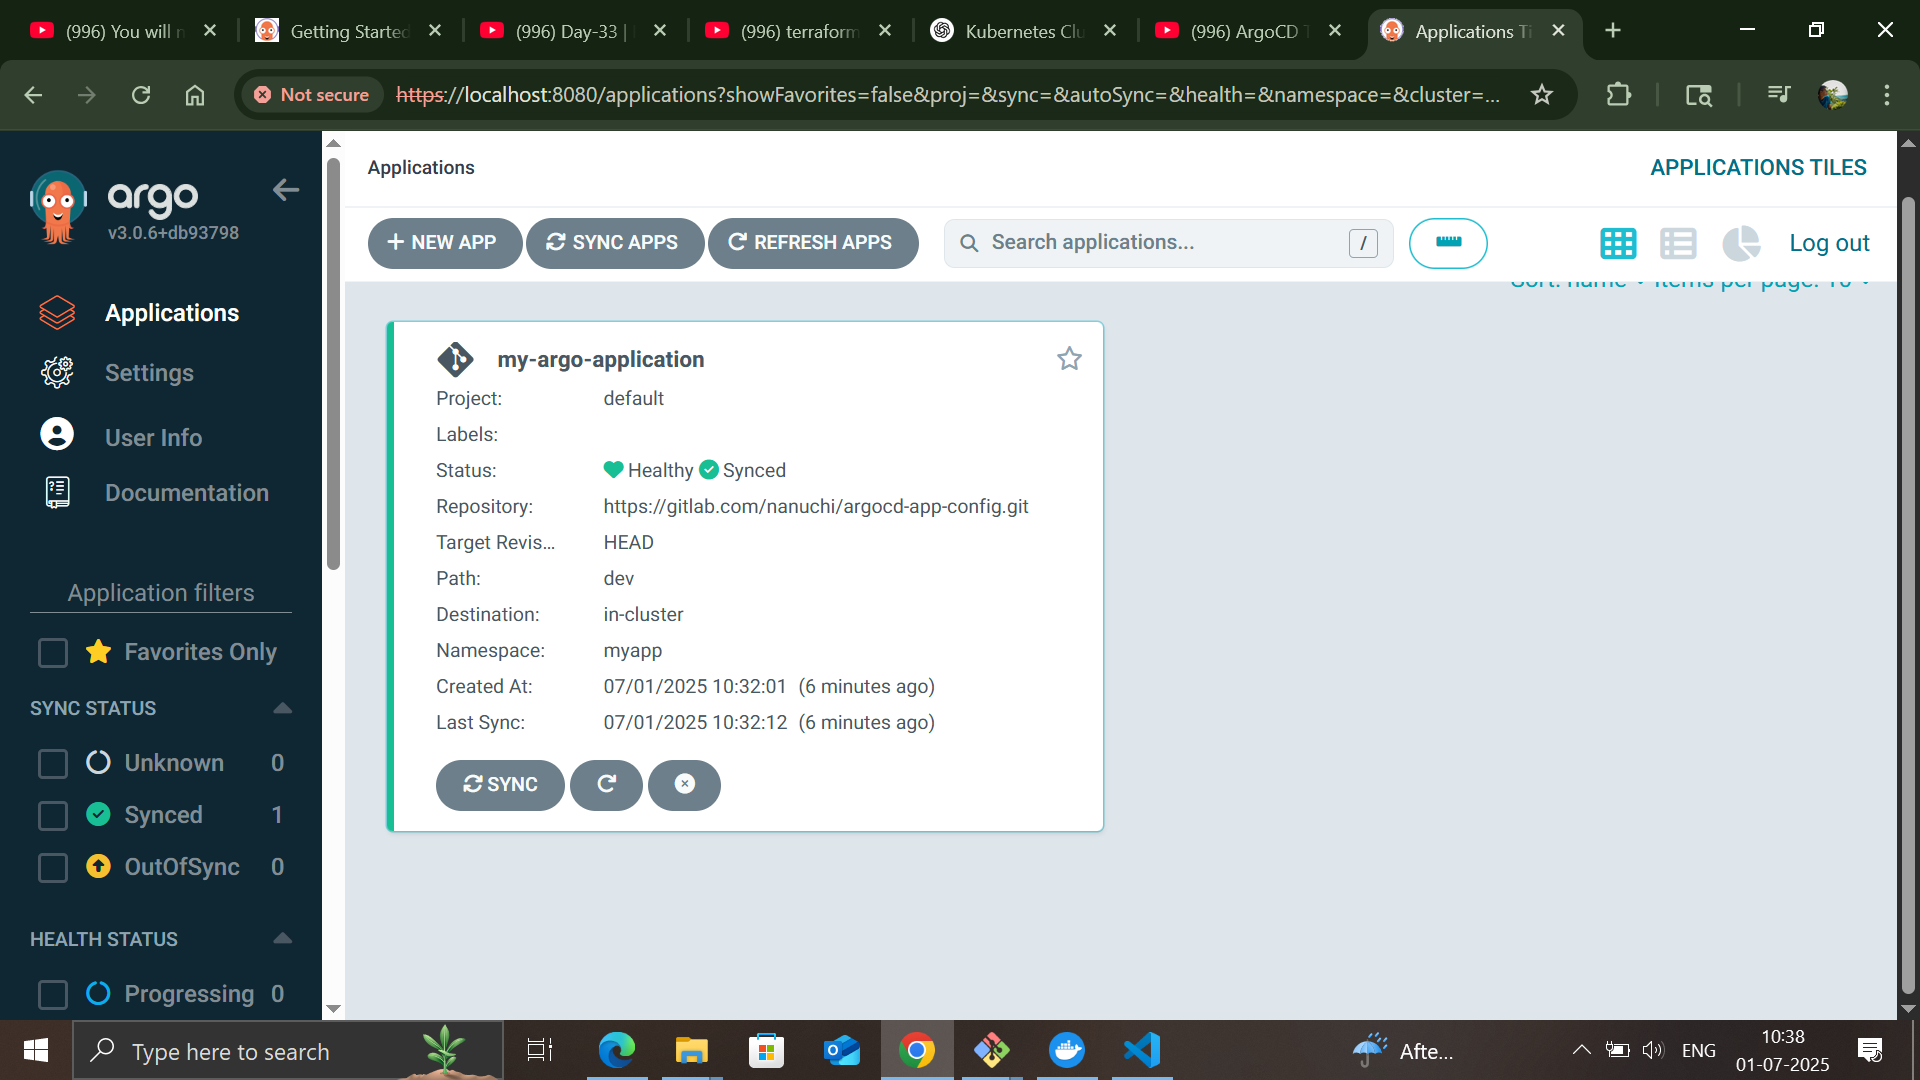 (996) You will n
Getting Started
(996) Day-33 |
(996) terraform
Kubernetes Clu
(996) ArgoCD T
Applications Ti
Not secure
https://localhost:8080/applications?showFavorites=false&proj=&sync=&autoSync=&health=&namespace=&cluster=...
argo
v3.0.6+db93798
Applications
Settings
User Info
Documentation
Application filters
Favorites Only
SYNC STATUS
Unknown 0
Synced 1
OutOfSync 0
HEALTH STATUS
Progressing 0
Applications
APPLICATIONS TILES
+ NEW APP
SYNC APPS
REFRESH APPS
Search applications...
/
Log out
Sort: name Items per page: 10
my-argo-application
Project: default
Labels:
Status: Healthy Synced
Repository: https://gitlab.com/nanuchi/argocd-app-config.git
Target Revis... HEAD
Path: dev
Destination: in-cluster
Namespace: myapp
Created At: 07/01/2025 10:32:01 (6 minutes ago)
Last Sync: 07/01/2025 10:32:12 (6 minutes ago)
SYNC
Type here to search
Afte...
ENG
10:38
01-07-2025